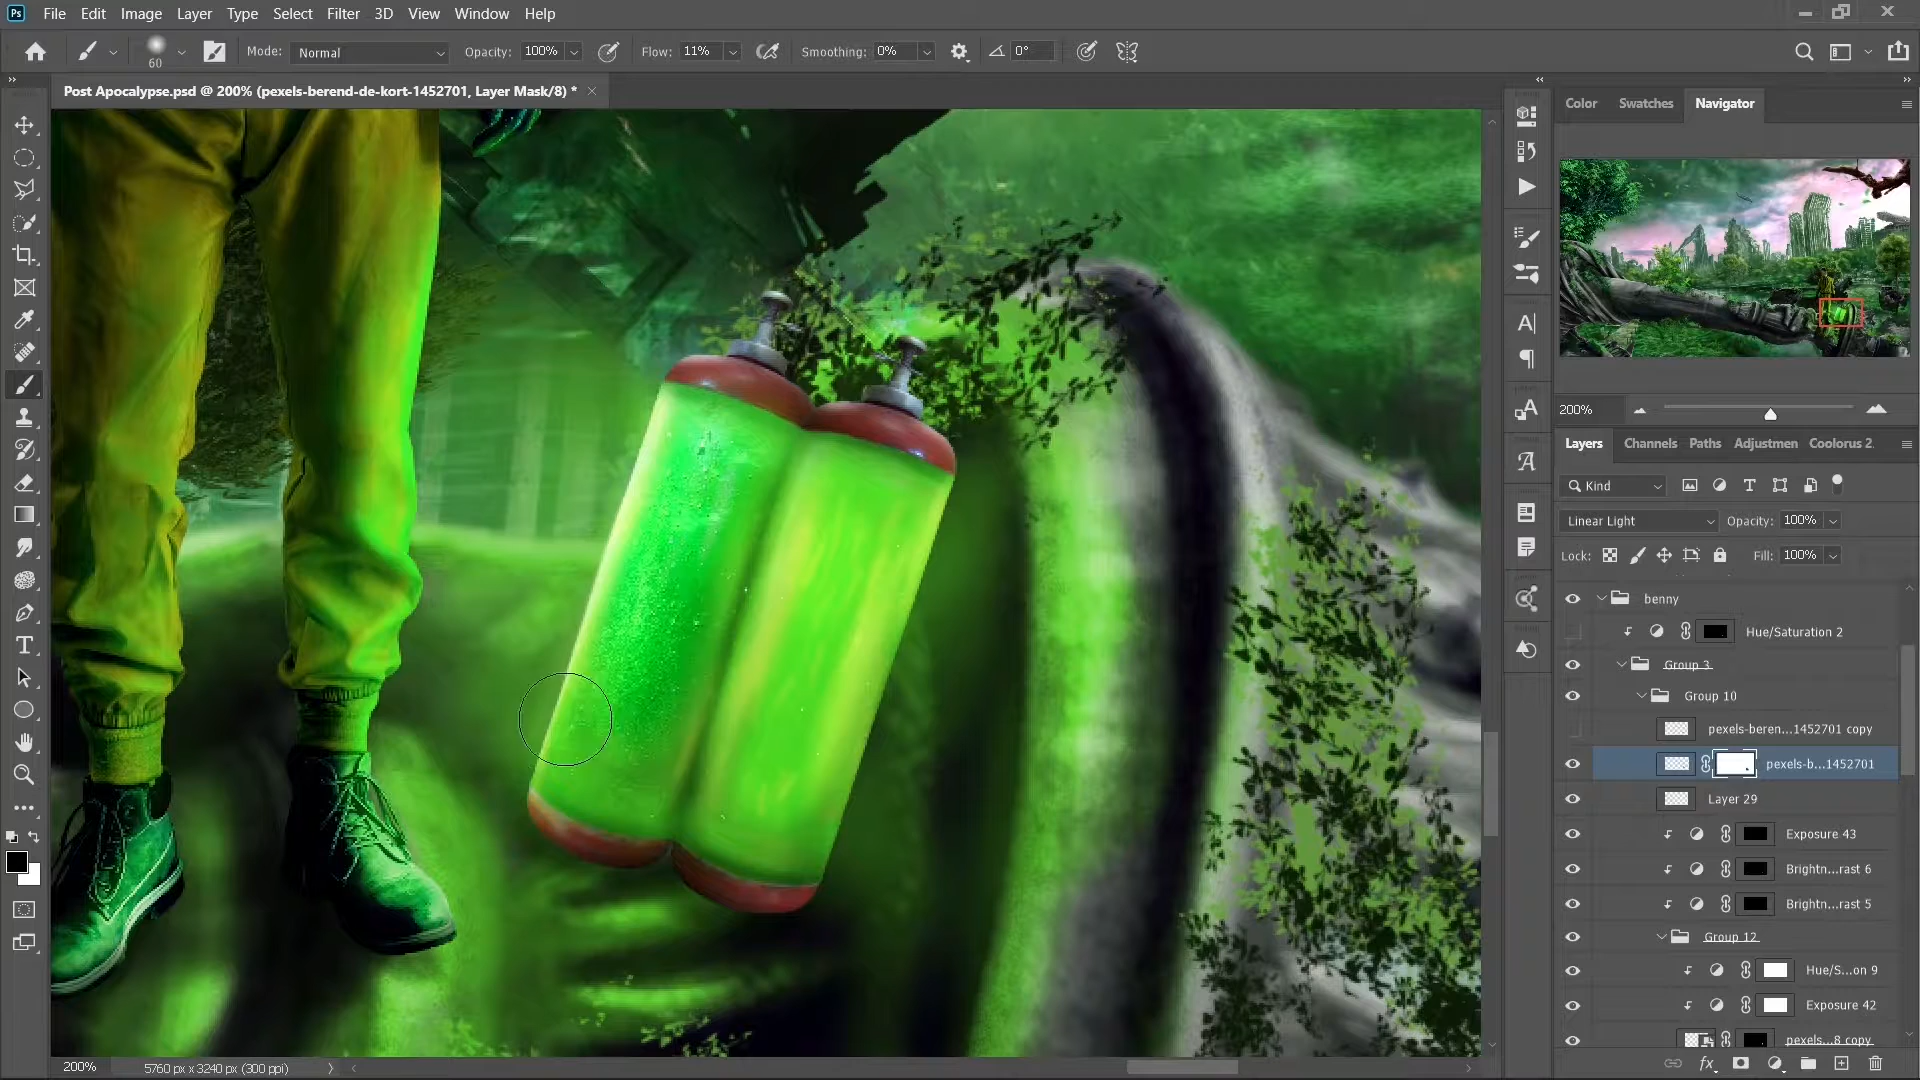 Ps File Edit Image Layer Type Select Filter 3D View Window Help
60 Mode: Normal Opacity: 100% Flow: 11% Smoothing: 0% 0°
Post Apocalypse.psd @ 200% (pexels-berend-de-kort-1452701, Layer Mask/8) *
Color Swatches Navigator
200%
Layers Channels Paths Adjustmen Coolorus 2
Kind
Linear Light Opacity: 100%
Lock: Fill: 100%
benny
Hue/Saturation 2
Group 3
Group 10
pexels-beren...1452701 copy
pexels-b...1452701
Layer 29
Exposure 43
Brightn...rast 6
Brightn...rast 5
Group 12
Hue/S...on 9
Exposure 42
pexels...8 copy
200% 5760 px x 3240 px (300 ppi)